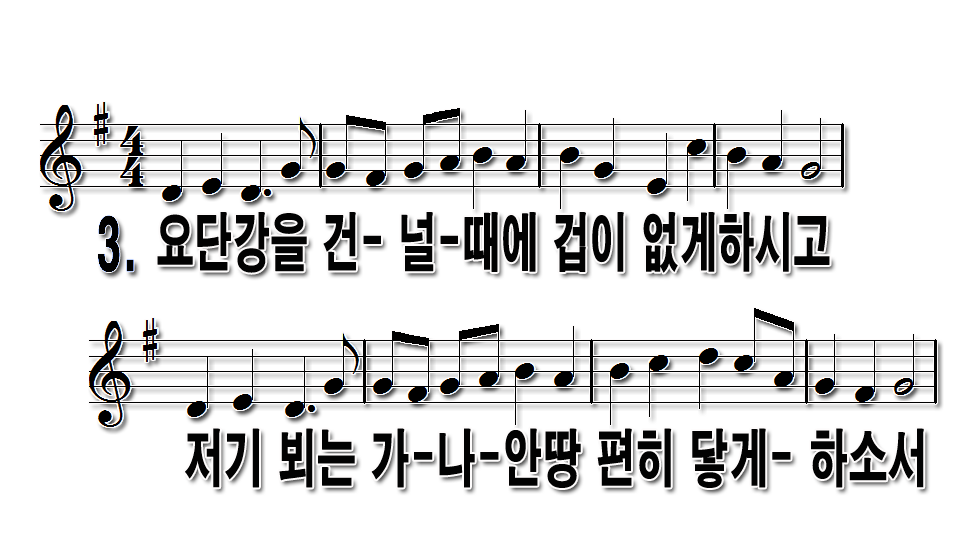 3. 요단강을 건- 널-때에 겁이 없게하시고
저기 뵈는 가-나-안땅 편히 닿게- 하소서